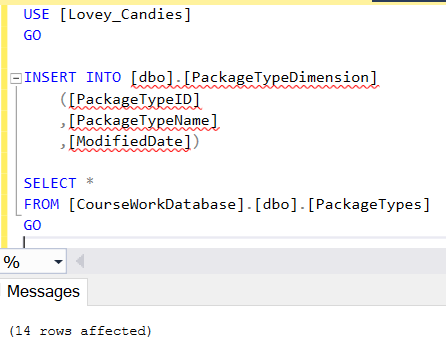 USE [Lovey_Candies]
GO
INSERT INTO [dbo].[PackageTypeDimension]
([PackageTypeID]
,[PackageTypeName]
,[ModifiedDate])
SELECT *
FROM [CourseWorkDatabase].[dbo].[PackageTypes]
GO
%
Messages
(14 rows affected)